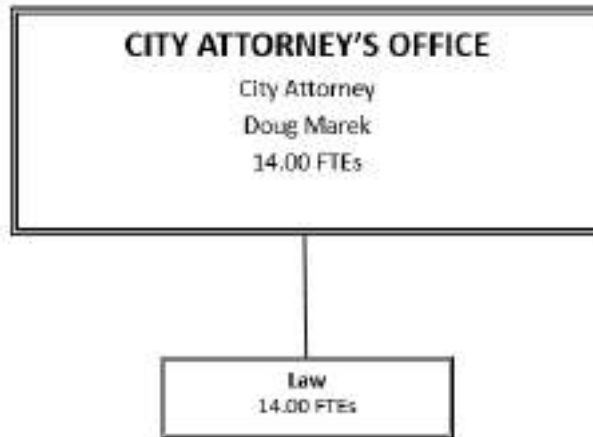 CITY ATTORNEY'S OFFICE
City Attorney
Doug Marek
14.00 FTEs
Law
14.00 FTEs